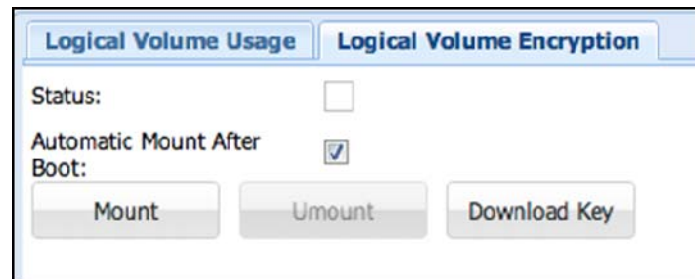 Logical Volume Usage Logical Volume Encryption
Status:
Automatic Mount After
Boot:
Mount Umount Download Key